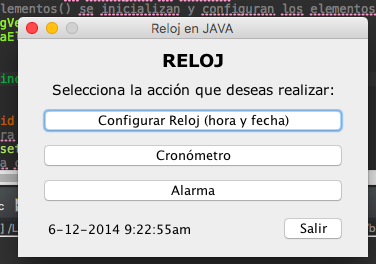 lementos() se inicializan y configuran los elementos
Reloj en JAVA
RELOJ
Selecciona la acción que deseas realizar:
Configurar Reloj (hora y fecha)
Cronómetro
Alarma
6-12-2014 9:22:55am
Salir